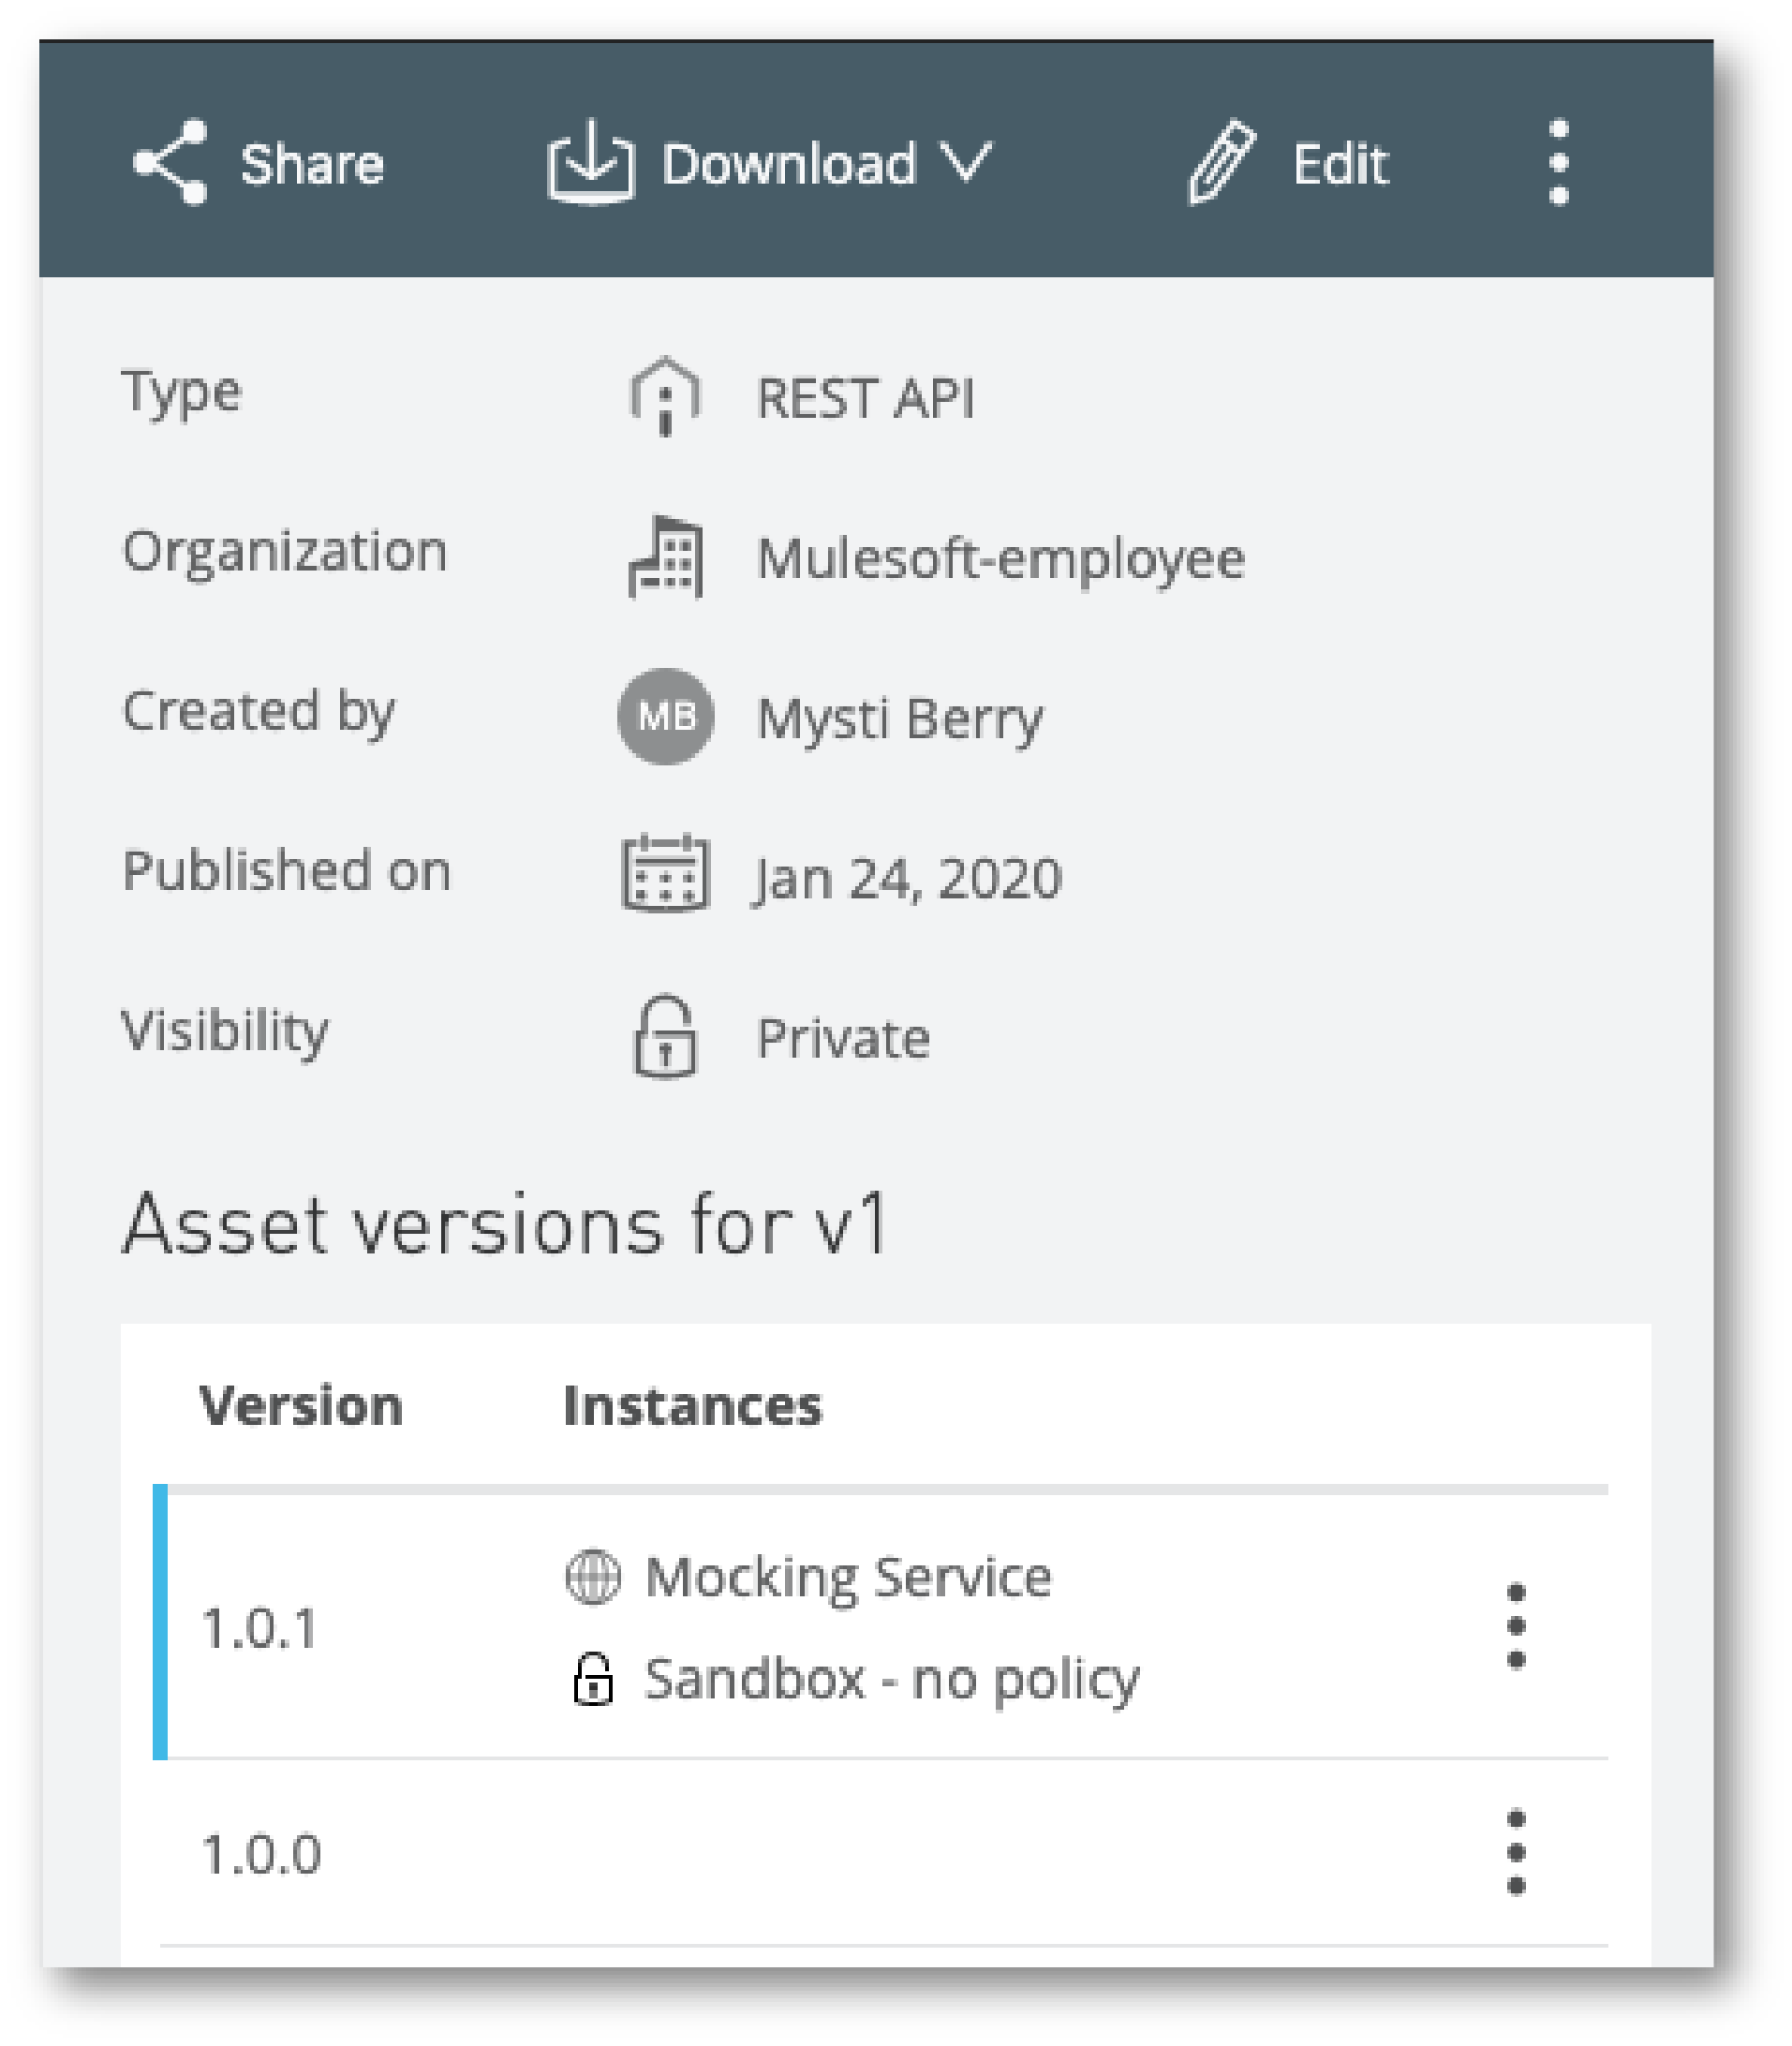 Share Download Edit
Type REST API
Organization Mulesoft-employee
Created by MB Mysti Berry
Published on Jan 24, 2020
Visibility Private
Asset versions for v1
Version Instances
1.0.1 Mocking Service
Sandbox - no policy
1.0.0